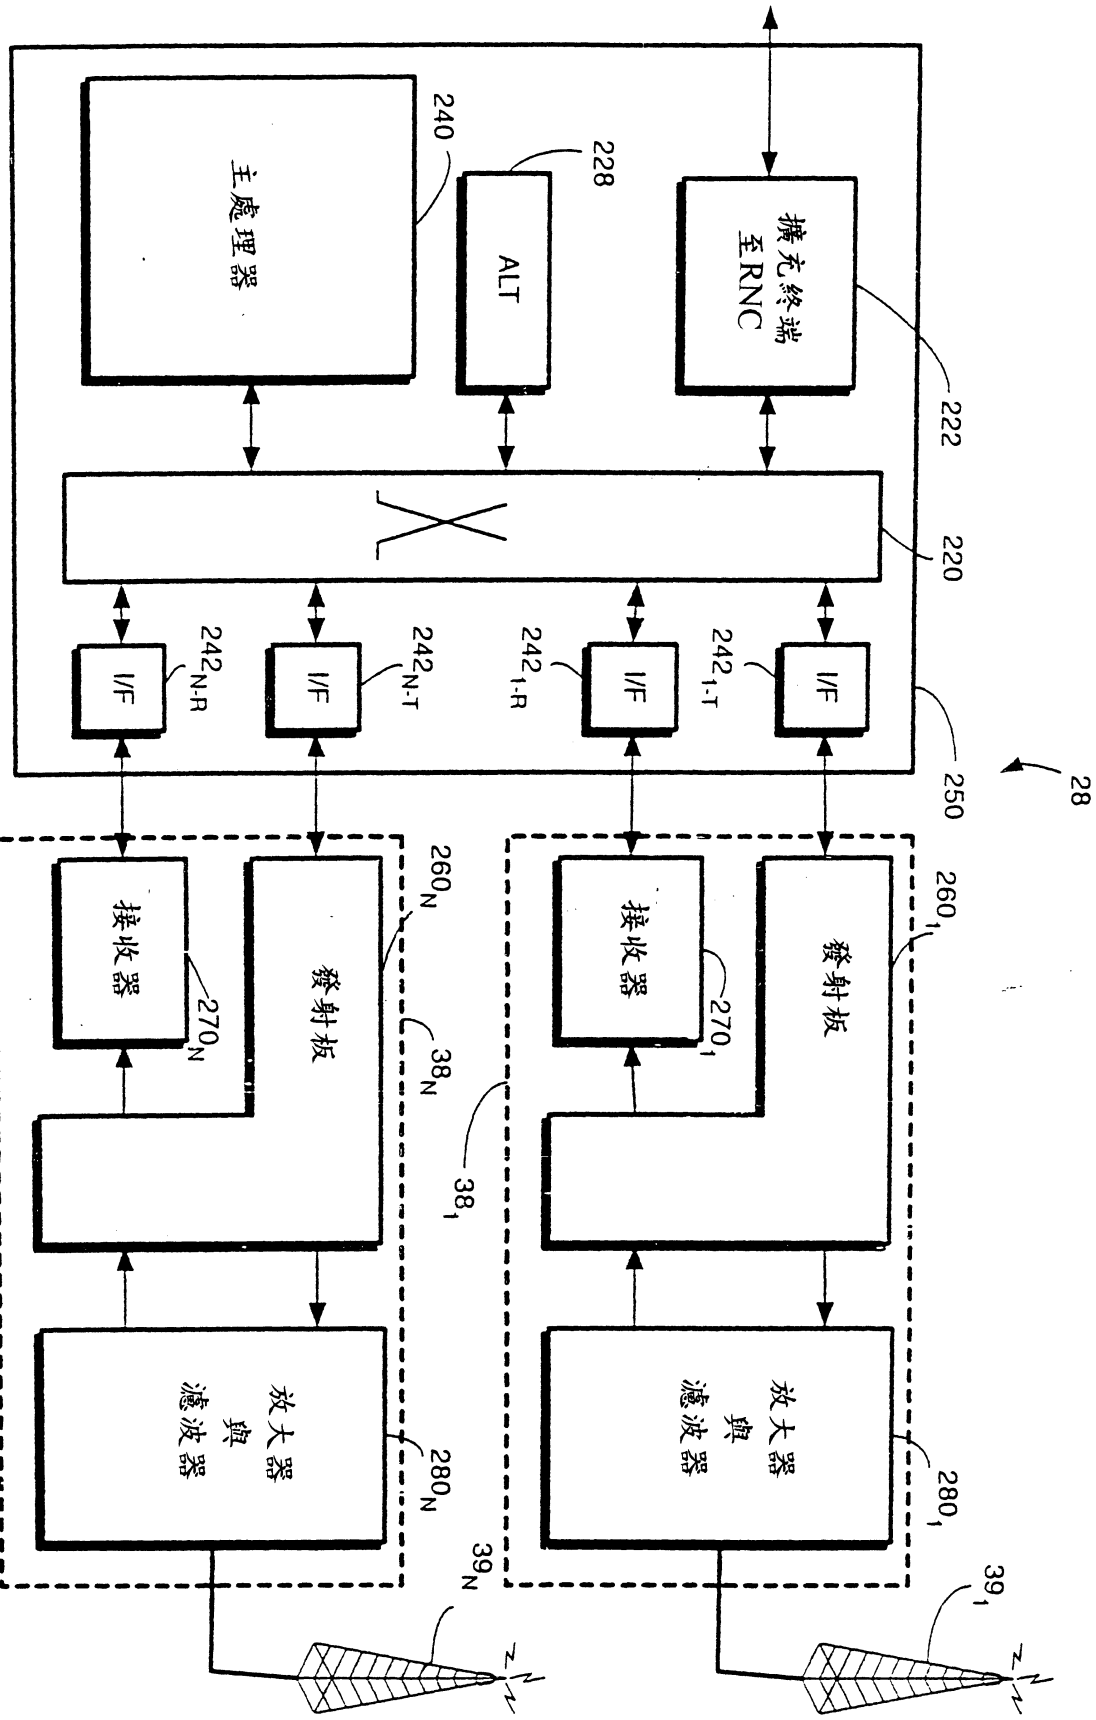 28
250
220
222
擴充終端
至RNC
228
ALT
240
主處理器
242₁₋T
I/F
242₁₋R
I/F
242N-T
I/F
242N-R
I/F
260₁
發射板
270₁
接收器
280₁
放大器
與
濾波器
38₁
39₁
260N
發射板
270N
接收器
280N
放大器
與
濾波器
38N
39N